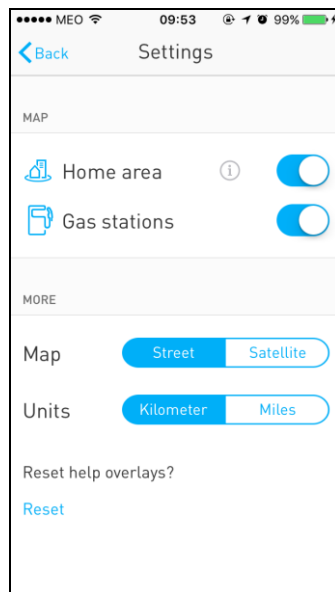 MEO 09:53 99%
Back Settings
MAP
Home area i
Gas stations
MORE
Map Street Satellite
Units Kilometer Miles
Reset help overlays?
Reset